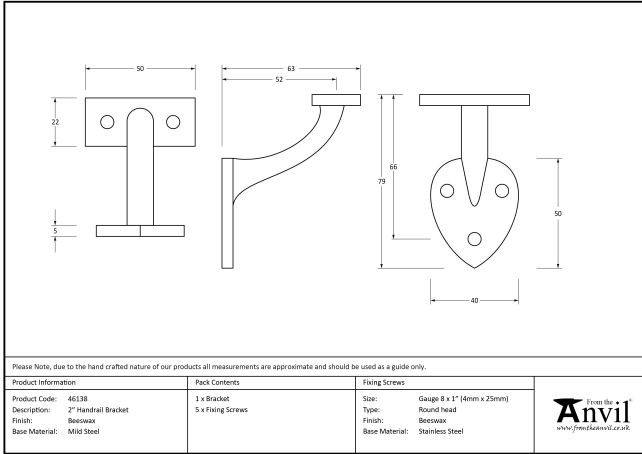 50
22
5
63
52
79
66
50
40
Please Note, due to the hand crafted nature of our products all measurements are approximate and should be used as a guide only.
Product Information
Product Code: 46138
Description: 2" Handrail Bracket
Finish: Beeswax
Base Material: Mild Steel
Pack Contents
1 x Bracket
5 x Fixing Screws
Fixing Screws
Size: Gauge 8 x 1" (4mm x 25mm)
Type: Round head
Finish: Beeswax
Base Material: Stainless Steel
From the
Anvil®
www.fromtheanvil.co.uk